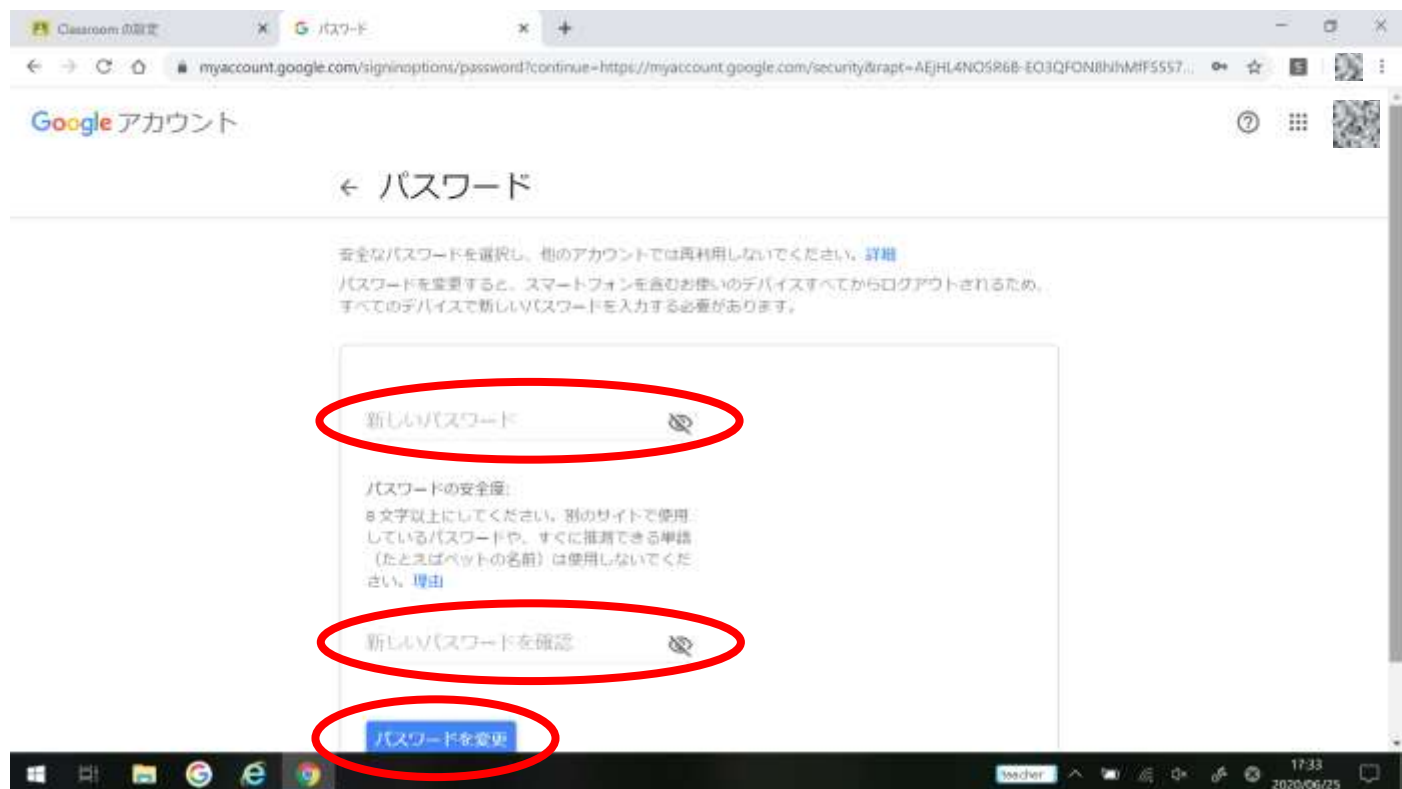 Classroom の設定
パスワード
myaccount.google.com/signinoptions/password?continue=https://myaccount.google.com/security&rapt=
Google アカウント
← パスワード
安全なパスワードを選択し、他のアカウントでは再利用しないでください。詳細
パスワードを変更すると、スマートフォンを含むお使いのデバイスすべてからログアウトされるため、
すべてのデバイスで新しいパスワードを入力する必要があります。
新しいパスワード
パスワードの安全度:
8 文字以上にしてください。別のサイトで使用
しているパスワードや、すぐに推測できる単語
(たとえばペットの名前)は使用しないでくだ
さい。理由
新しいパスワードを確認
パスワードを変更
teacher
17:33
2020/06/25